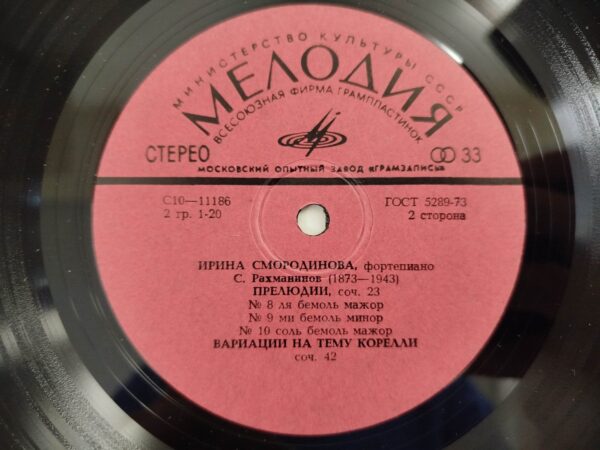 МИНИСТЕРСТВО КУЛЬТУРЫ СССР
МЕЛОДИЯ
ВСЕСОЮЗНАЯ ФИРМА ГРАМПЛАСТИНОК
СТЕРЕО 33
МОСКОВСКИЙ ОПЫТНЫЙ ЗАВОД «ГРАМЗАПИСЬ»
С10—11186 ГОСТ 5289-73
2 гр. 1-20 2 сторона
ИРИНА СМОРОДИНОВА, фортепиано
С. Рахманинов (1873—1943)
ПРЕЛЮДИИ, соч. 23
№ 8 ля бемоль мажор
№ 9 ми бемоль минор
№ 10 соль бемоль мажор
ВАРИАЦИИ НА ТЕМУ КОРЕЛЛИ
соч. 42